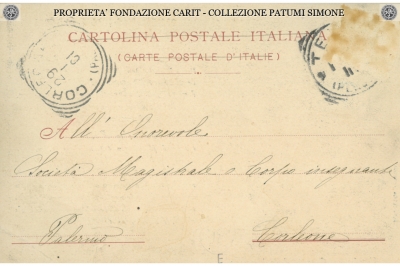 PROPRIETA' FONDAZIONE CARIT - COLLEZIONE PATUMI SIMONE
CARTOLINA POSTALE ITALIANA
(CARTE POSTALE D'ITALIE)
All' Onorevole
Società Magistrale e Corpo insegnante
Palermo Corleone
E